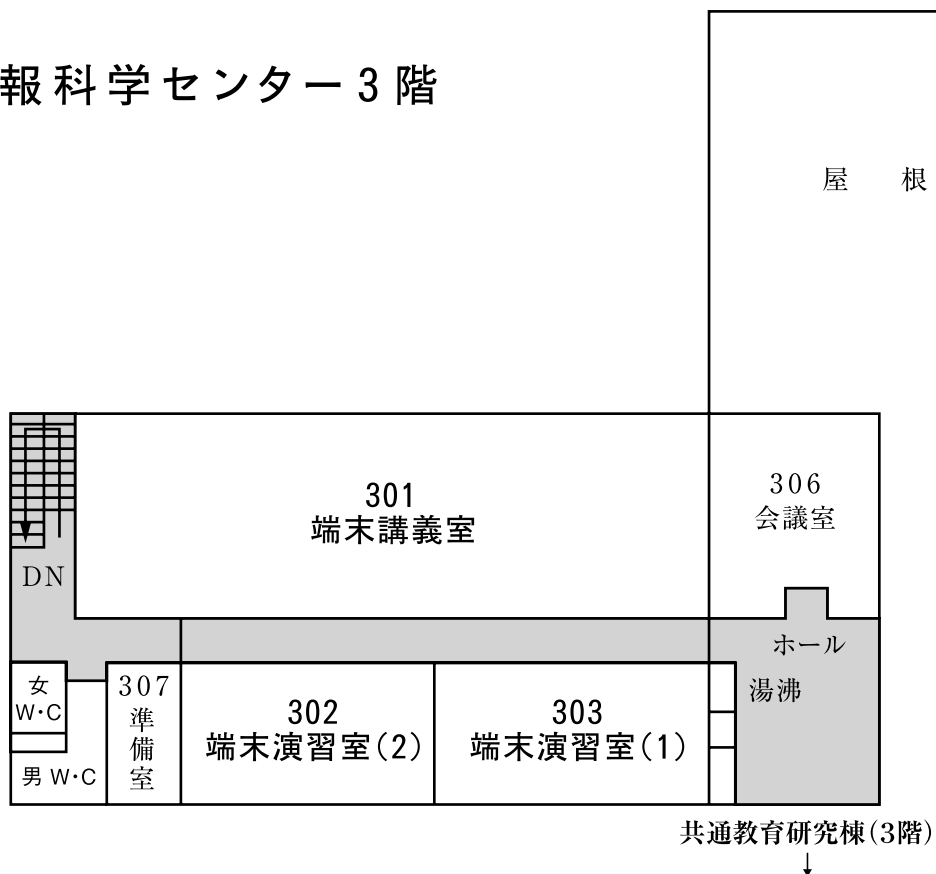 報科学センター3階
屋 根
301
端末講義室
306
会議室
DN
ホール
湯沸
女
W・C
男 W・C
307
準備室
302
端末演習室(2)
303
端末演習室(1)
共通教育研究棟(3階)
↓